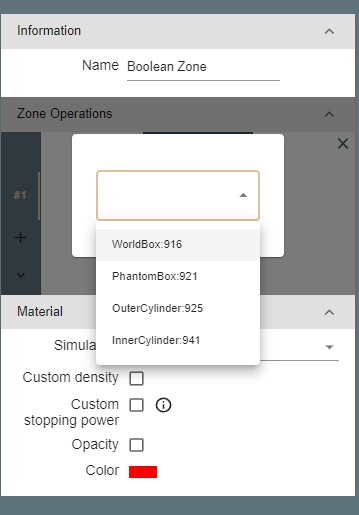 Information
Name Boolean Zone
Zone Operations
#1
WorldBox:916
PhantomBox:921
OuterCylinder:925
InnerCylinder:941
Material
Simula
Custom density
Custom
stopping power
Opacity
Color